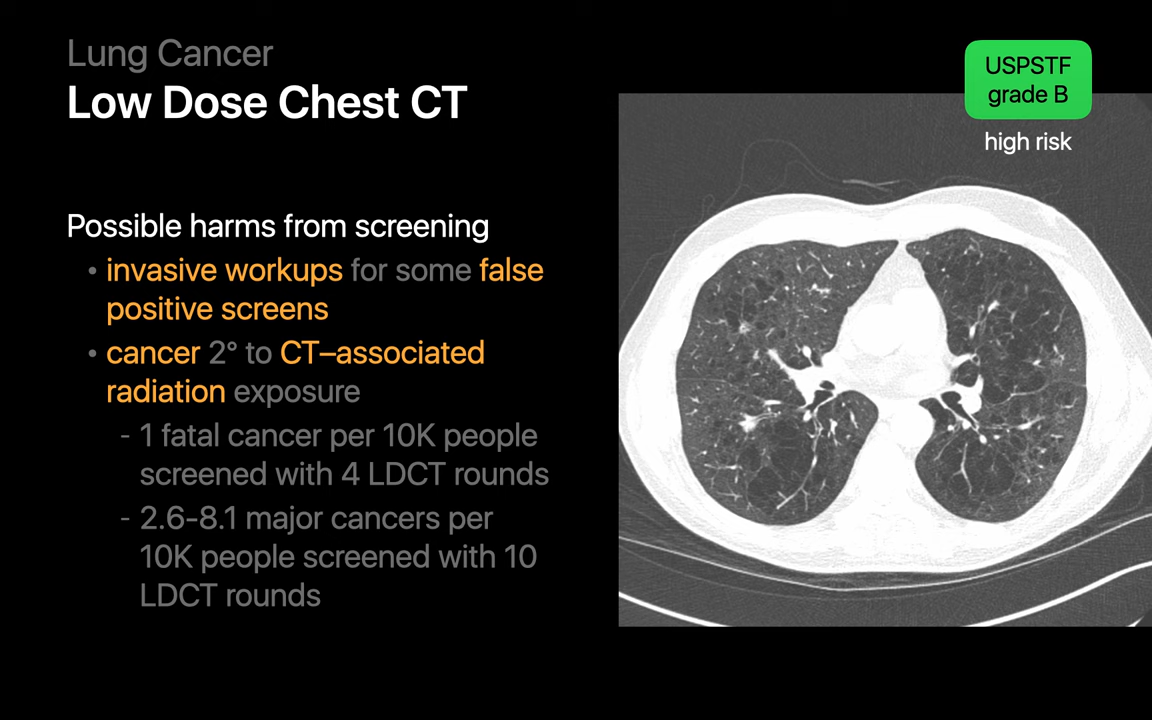 Lung Cancer
Low Dose Chest CT
USPSTF
grade B
high risk
Possible harms from screening
• invasive workups for some false
positive screens
• cancer 2° to CT–associated
radiation exposure
- 1 fatal cancer per 10K people
screened with 4 LDCT rounds
- 2.6-8.1 major cancers per
10K people screened with 10
LDCT rounds